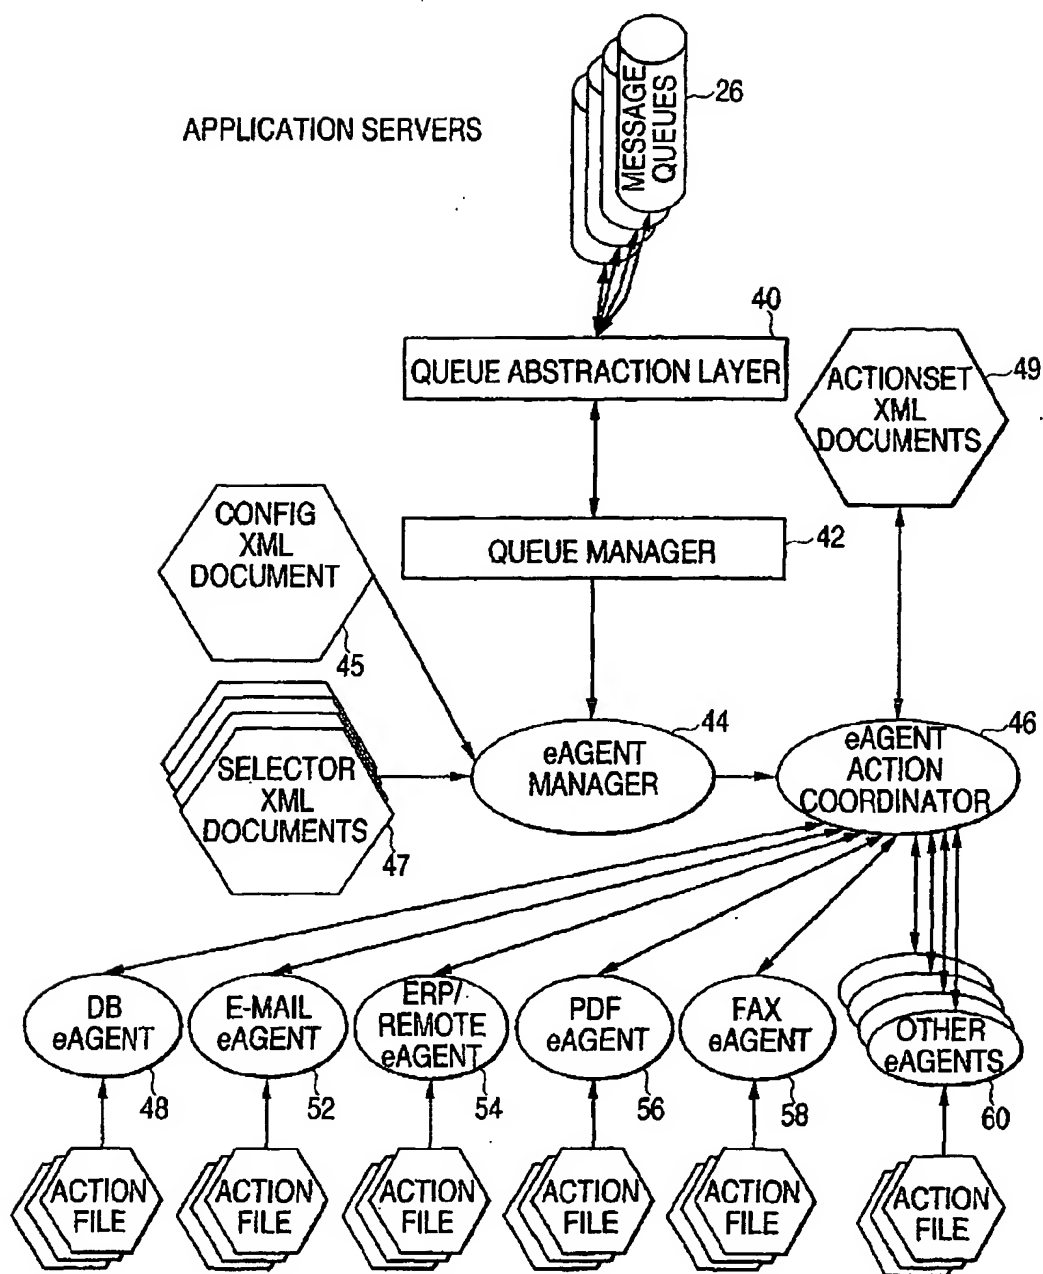 MESSAGE
QUEUES
26
APPLICATION SERVERS
40
QUEUE ABSTRACTION LAYER
ACTIONSET
XML
DOCUMENTS
49
CONFIG
XML
DOCUMENT
45
QUEUE MANAGER
42
SELECTOR
XML
DOCUMENTS
47
eAGENT
MANAGER
44
eAGENT
ACTION
COORDINATOR
46
DB
eAGENT
48
E-MAIL
eAGENT
52
ERP/
REMOTE
eAGENT
54
PDF
eAGENT
56
FAX
eAGENT
58
OTHER
eAGENTS
60
ACTION
FILE
ACTION
FILE
ACTION
FILE
ACTION
FILE
ACTION
FILE
ACTION
FILE